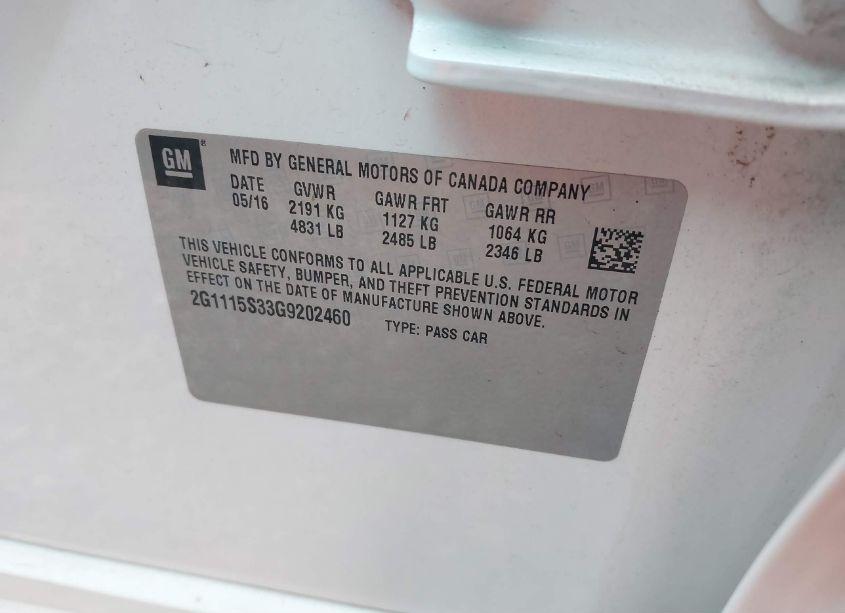 GM
MFD BY GENERAL MOTORS OF CANADA COMPANY
DATE GVWR GAWR FRT GAWR RR
05/16 2191 KG 1127 KG 1064 KG
4831 LB 2485 LB 2346 LB
THIS VEHICLE CONFORMS TO ALL APPLICABLE U.S. FEDERAL MOTOR
VEHICLE SAFETY, BUMPER, AND THEFT PREVENTION STANDARDS IN
EFFECT ON THE DATE OF MANUFACTURE SHOWN ABOVE.
2G1115S33G9202460 TYPE: PASS CAR